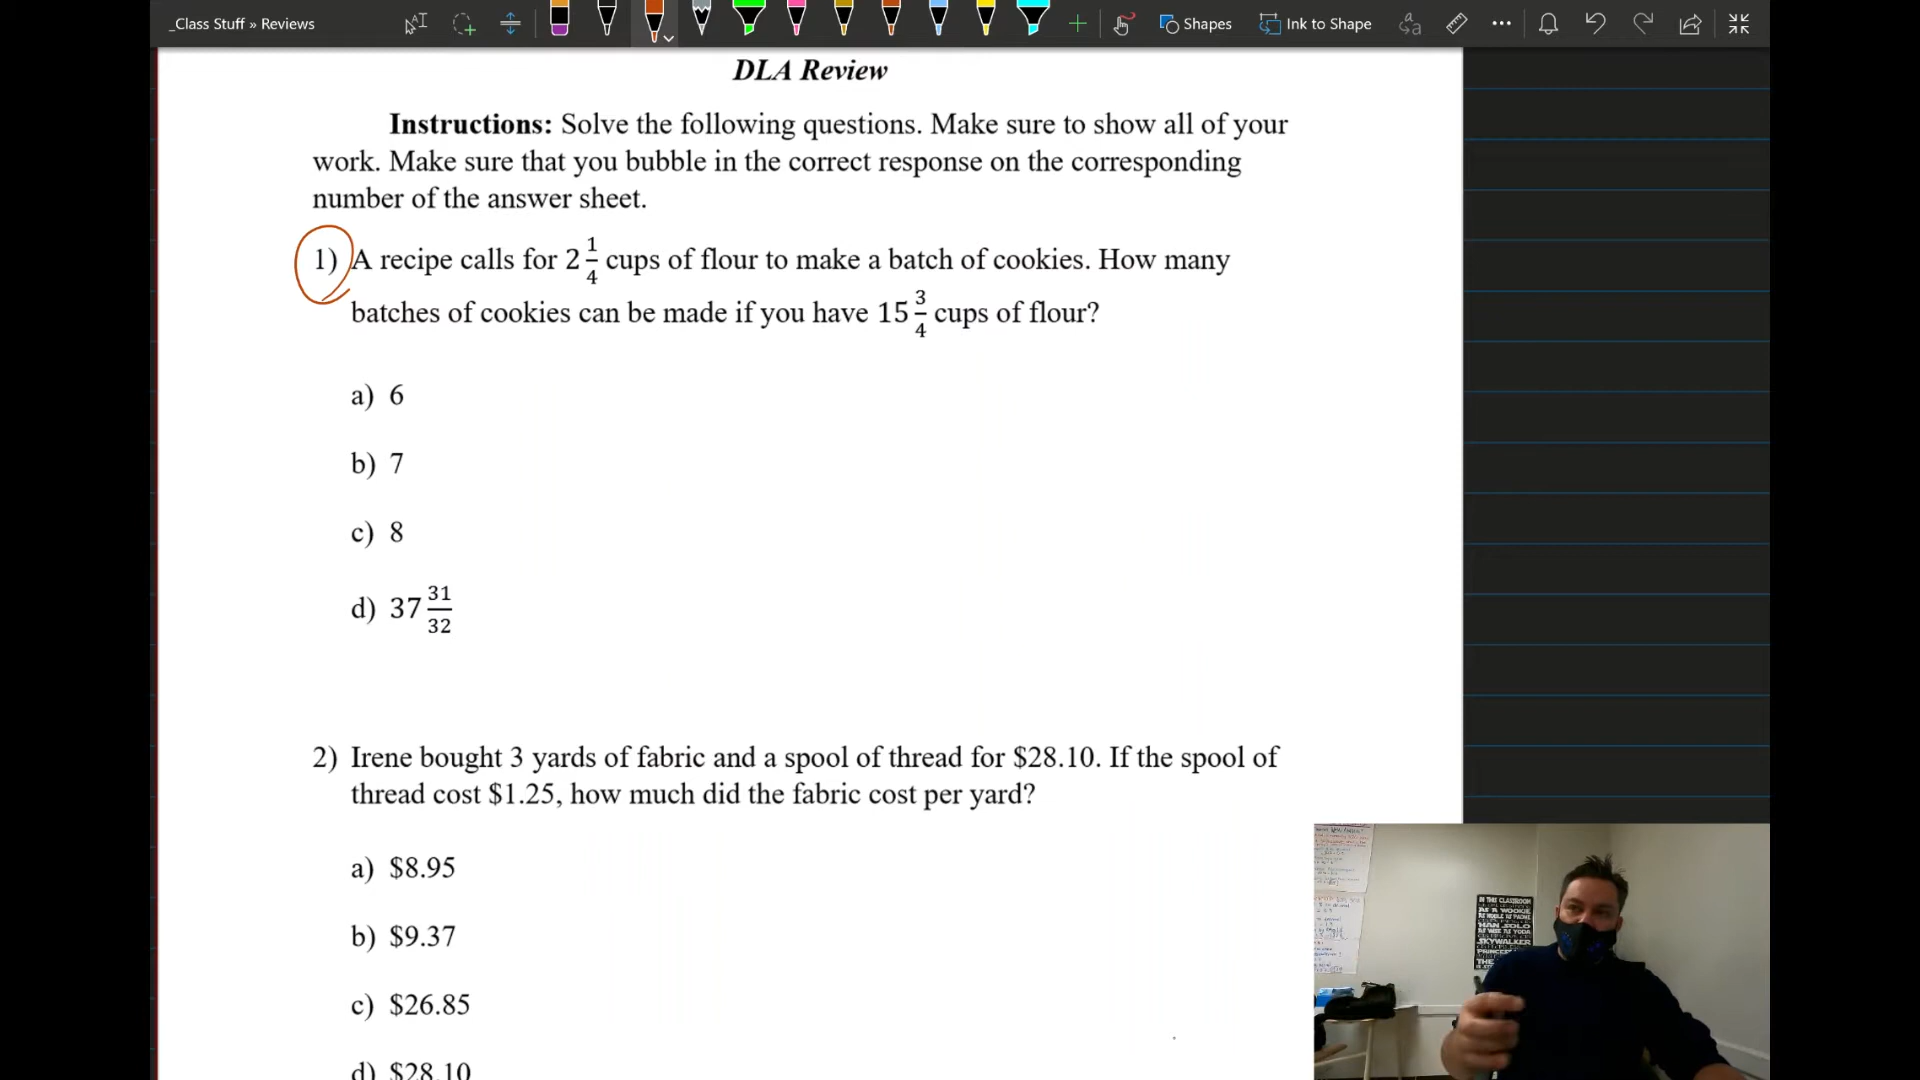 _Class Stuff » Reviews
Shapes
Ink to Shape
DLA Review
Instructions: Solve the following questions. Make sure to show all of your
work. Make sure that you bubble in the correct response on the corresponding
number of the answer sheet.
1) A recipe calls for 2 1/4 cups of flour to make a batch of cookies. How many
batches of cookies can be made if you have 15 3/4 cups of flour?
a) 6
b) 7
c) 8
d) 37 31/32
2) Irene bought 3 yards of fabric and a spool of thread for $28.10. If the spool of
thread cost $1.25, how much did the fabric cost per yard?
a) $8.95
b) $9.37
c) $26.85
d) $28.10
IN THIS CLASSROOM
HAN SOLO
SKYWALKER